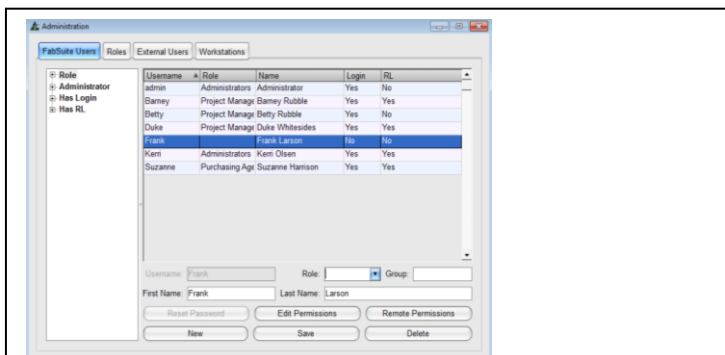 Administration
FabSuite Users Roles External Users Workstations
Role
Administrator
Has Login
Has RL
Username Role Name Login RL
admin Administrators Administrator Yes No
Barney Project Manage Barney Rubble Yes Yes
Betty Project Manage Betty Rubble Yes No
Duke Project Manage Duke Whitesides Yes Yes
Frank Frank Larson No No
Kerri Administrators Kerri Olsen Yes Yes
Suzanne Purchasing Age Suzanne Harrison Yes Yes
Username: Frank Role: Group:
First Name: Frank Last Name: Larson
Reset Password Edit Permissions Remote Permissions
New Save Delete